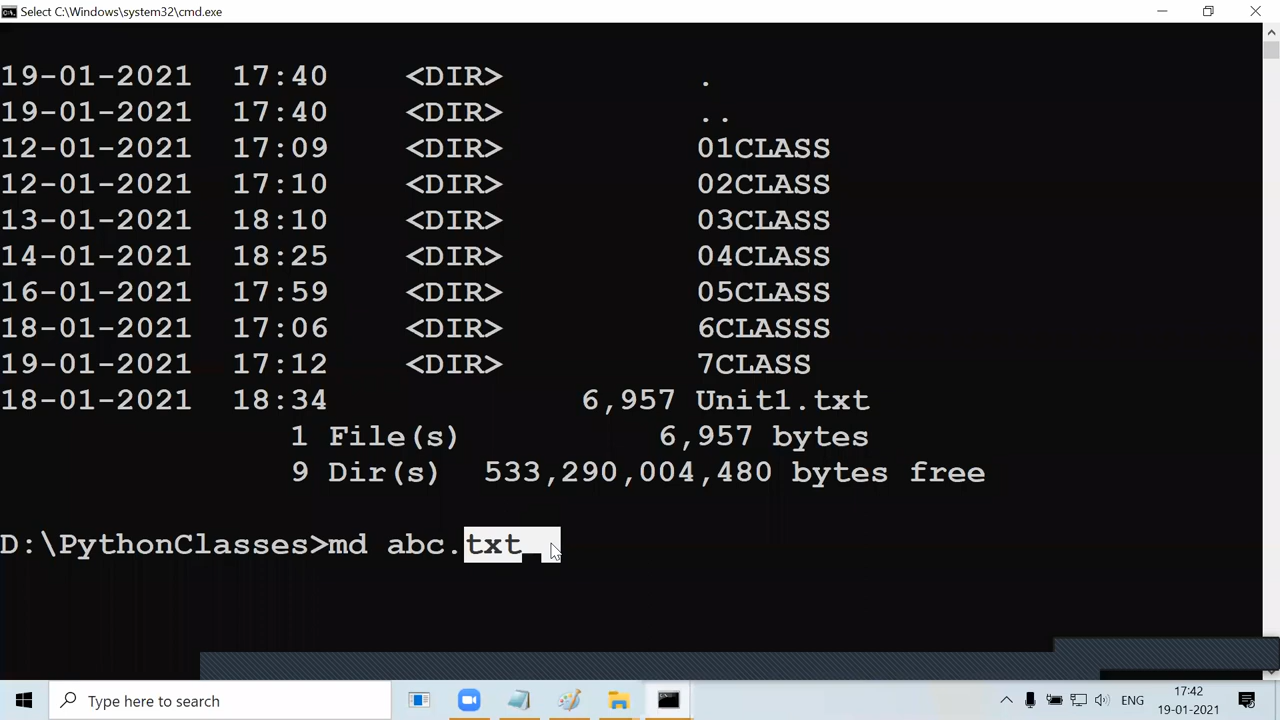 Select C:\Windows\system32\cmd.exe
19-01-2021 17:40 <DIR> .
19-01-2021 17:40 <DIR> ..
12-01-2021 17:09 <DIR> 01CLASS
12-01-2021 17:10 <DIR> 02CLASS
13-01-2021 18:10 <DIR> 03CLASS
14-01-2021 18:25 <DIR> 04CLASS
16-01-2021 17:59 <DIR> 05CLASS
18-01-2021 17:06 <DIR> 6CLASSS
19-01-2021 17:12 <DIR> 7CLASS
18-01-2021 18:34 6,957 Unit1.txt
1 File(s) 6,957 bytes
9 Dir(s) 533,290,004,480 bytes free
D:\PythonClasses>md abc.txt_
Type here to search
ENG
17:42
19-01-2021